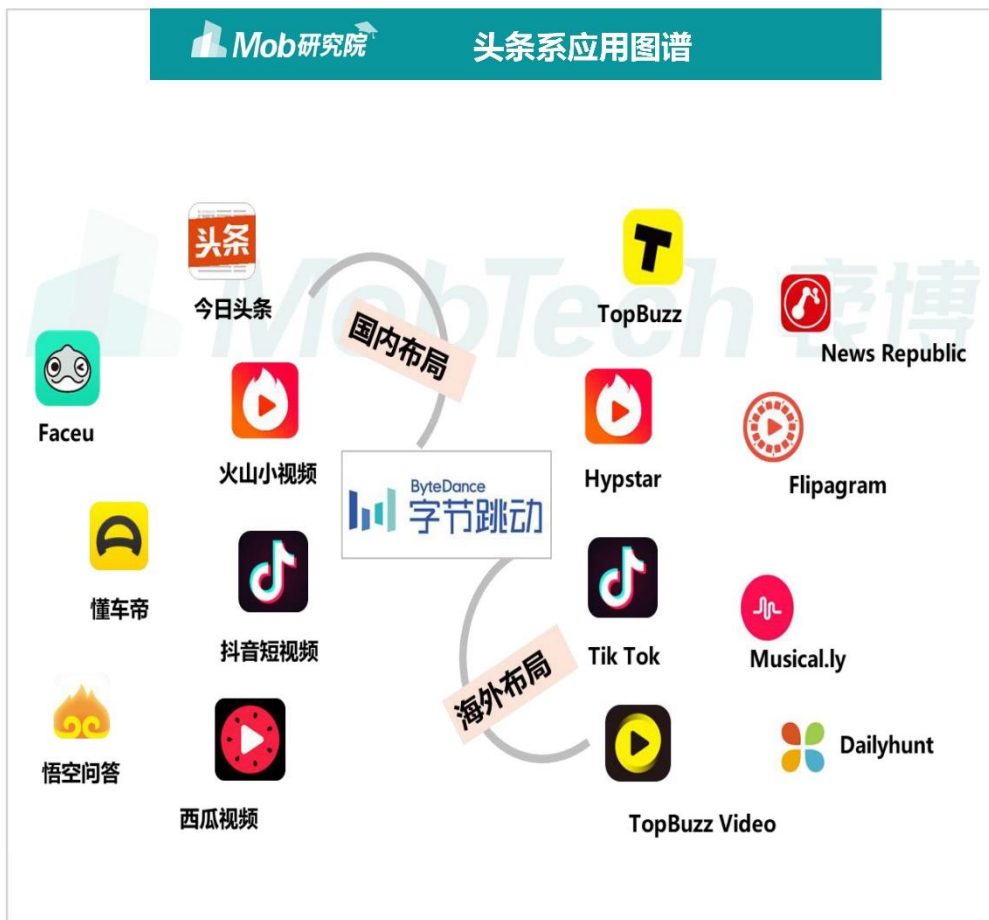 Mob研究院
头条系应用图谱
头条
今日头条
国内布局
T
TopBuzz
News Republic
Faceu
火山小视频
Hypstar
Flipagram
ByteDance
字节跳动
懂车帝
抖音短视频
Tik Tok
Musical.ly
海外布局
悟空问答
西瓜视频
TopBuzz Video
Dailyhunt
MobTech 袤博